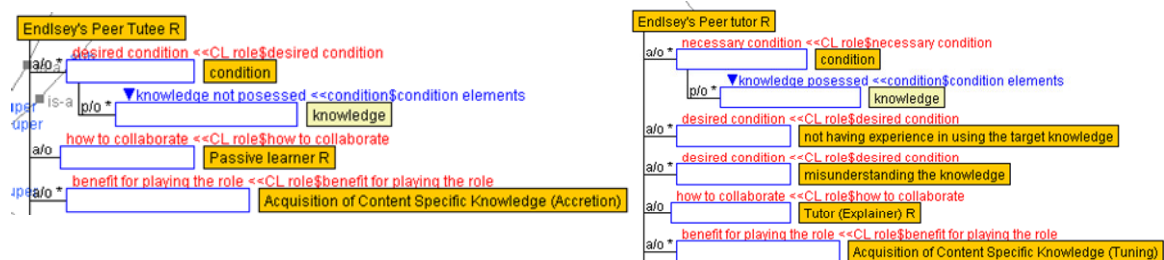 Endlsey's Peer Tutee R
desired condition <<CL role$desired condition
a/o *
is-a
condition
▼knowledge not posessed <<condition$condition elements
is-a
p/o *
knowledge
uper
super
how to collaborate <<CL role$how to collaborate
a/o
Passive learner R
benefit for playing the role <<CL role$benefit for playing the role
upe
a/o *
Acquisition of Content Specific Knowledge (Accretion)
Endlsey's Peer tutor R
necessary condition <<CL role$necessary condition
a/o *
condition
▼knowledge posessed <<condition$condition elements
p/o *
knowledge
desired condition <<CL role$desired condition
a/o *
not having experience in using the target knowledge
desired condition <<CL role$desired condition
a/o *
misunderstanding the knowledge
how to collaborate <<CL role$how to collaborate
a/o
Tutor (Explainer) R
benefit for playing the role <<CL role$benefit for playing the role
a/o *
Acquisition of Content Specific Knowledge (Tuning)